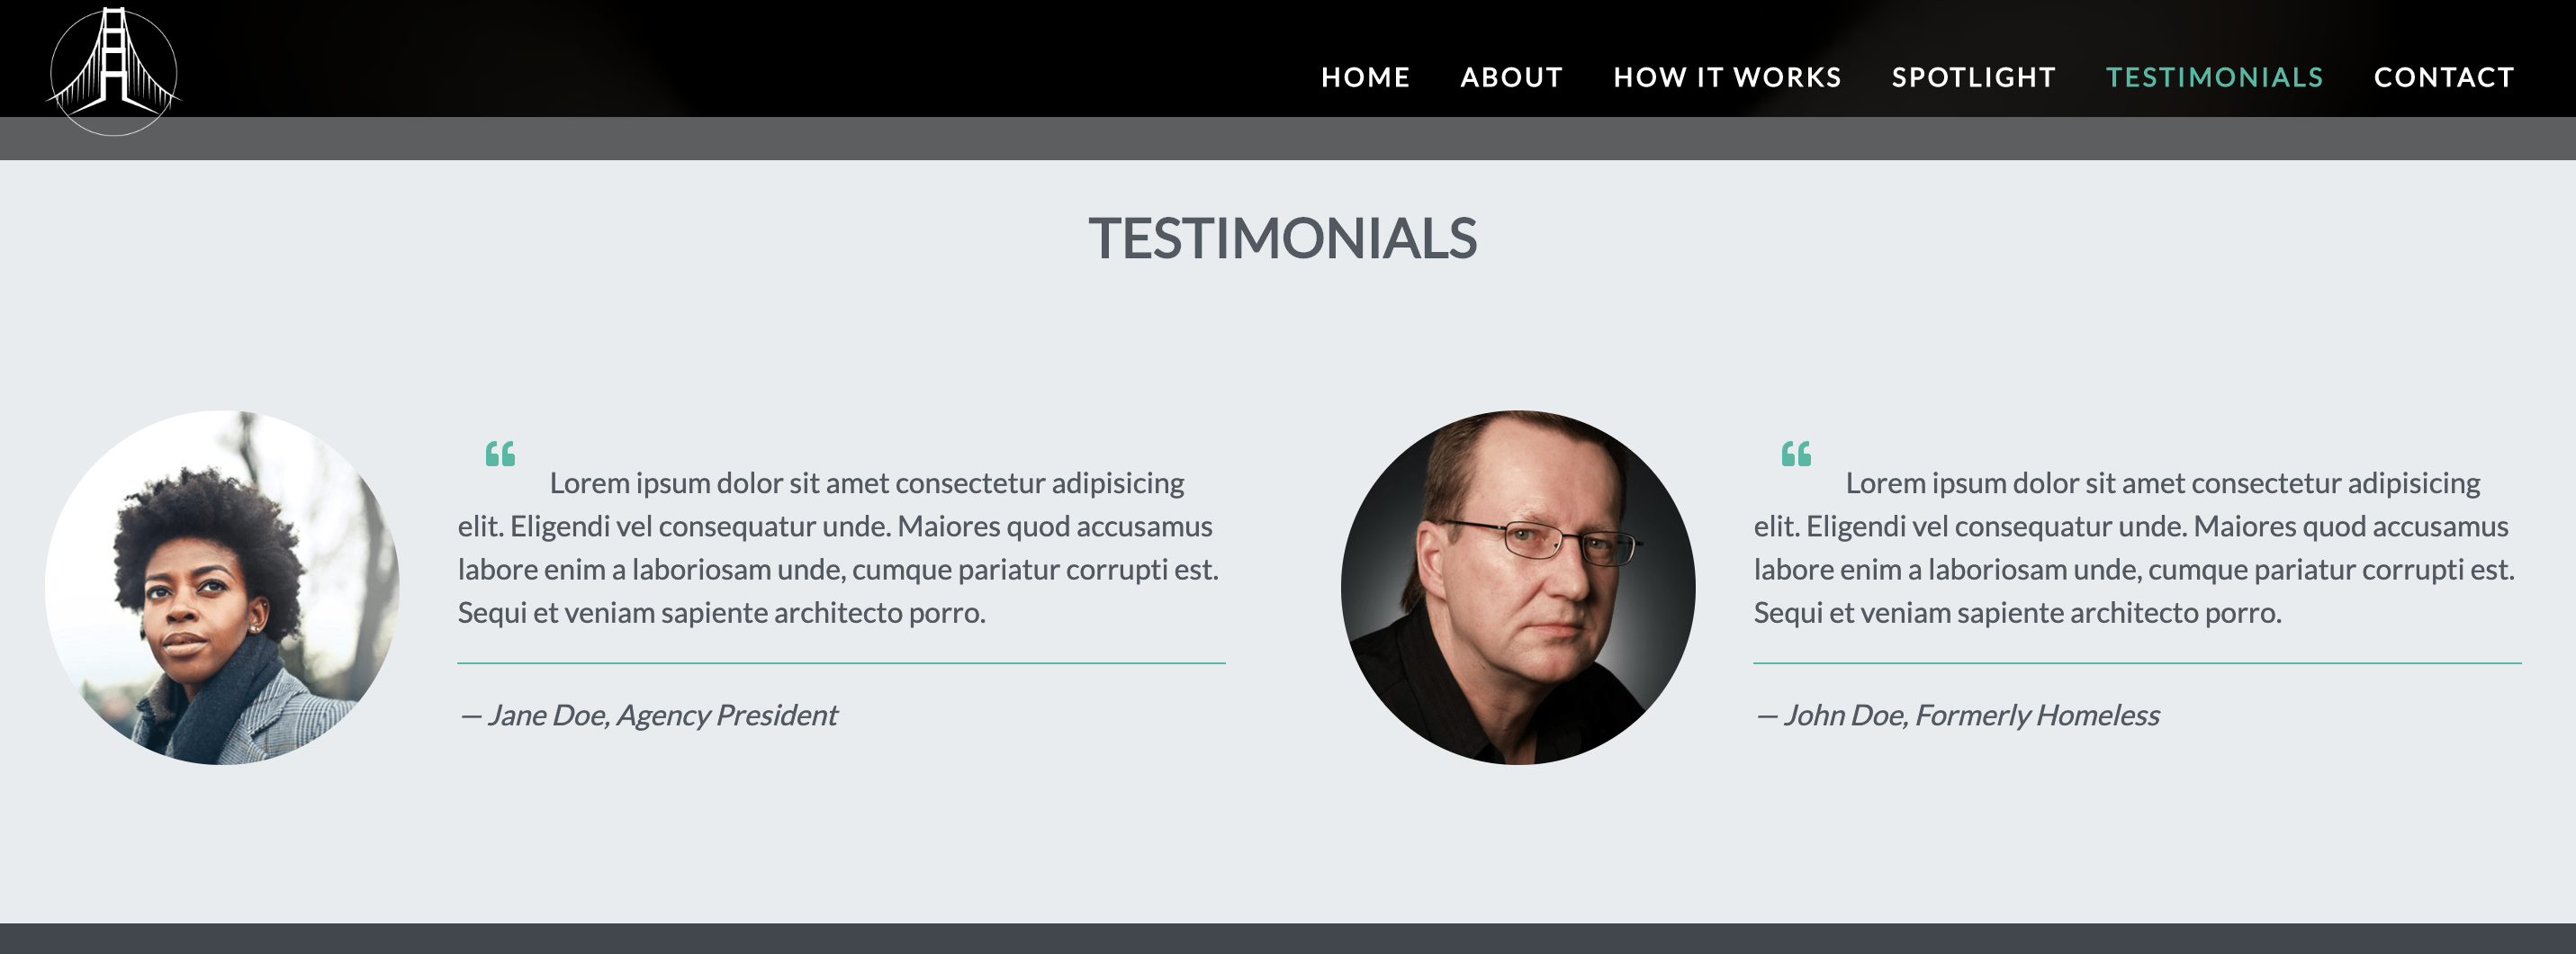 HOME ABOUT HOW IT WORKS SPOTLIGHT TESTIMONIALS CONTACT
TESTIMONIALS
“
Lorem ipsum dolor sit amet consectetur adipisicing
elit. Eligendi vel consequatur unde. Maiores quod accusamus
labore enim a laboriosam unde, cumque pariatur corrupti est.
Sequi et veniam sapiente architecto porro.
— Jane Doe, Agency President
“
Lorem ipsum dolor sit amet consectetur adipisicing
elit. Eligendi vel consequatur unde. Maiores quod accusamus
labore enim a laboriosam unde, cumque pariatur corrupti est.
Sequi et veniam sapiente architecto porro.
— John Doe, Formerly Homeless